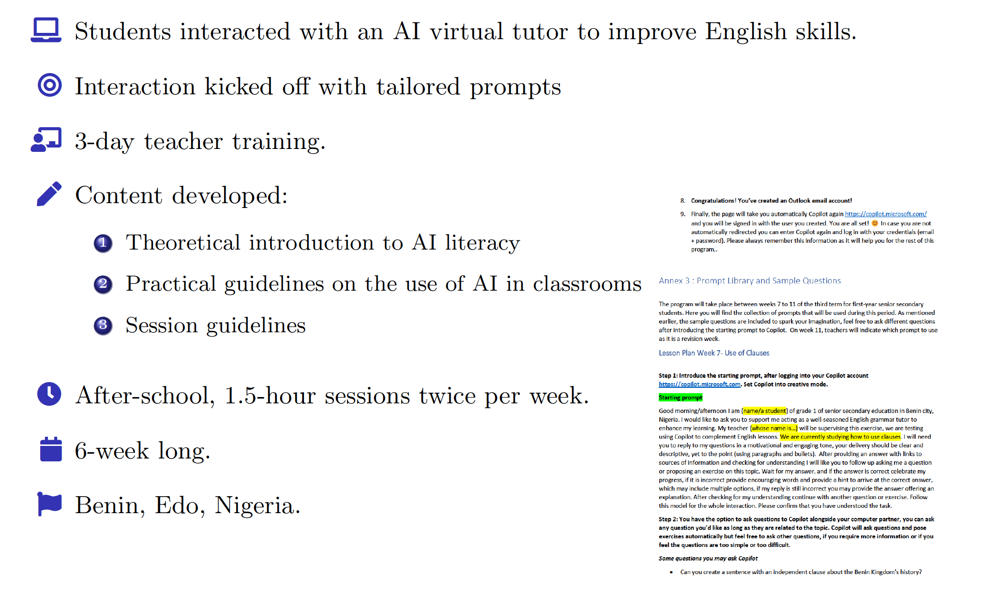 Students interacted with an AI virtual tutor to improve English skills.
Interaction kicked off with tailored prompts
3-day teacher training.
Content developed:
1 Theoretical introduction to AI literacy
2 Practical guidelines on the use of AI in classrooms
3 Session guidelines
After-school, 1.5-hour sessions twice per week.
6-week long.
Benin, Edo, Nigeria.
8. Congratulations! You've created an Outlook email account!
9. Finally, the page will take you automatically Copilot again https://copilot.microsoft.com/
and you will be signed in with the user you created. You are all set! 😊 In case you are not
automatically redirected you can enter Copilot again and log in with your credentials (email
+ password). Please always remember this information as it will help you for the rest of this
program,.
Annex 3 : Prompt Library and Sample Questions
The program will take place between weeks 7 to 11 of the third term for first-year senior secondary
students. Here you will find the collection of prompts that will be used during this period. As mentioned
earlier, the sample questions are included to spark your imagination, feel free to ask different questions
after introducing the starting prompt to Copilot.  On week 11, teachers will indicate which prompt to use
as it is a revision week.
Lesson Plan Week 7- Use of Clauses
Step 1: Introduce the starting prompt, after logging into your Copilot account
https://copilot.microsoft.com. Set Copilot into creative mode.
Starting prompt
Good morning/afternoon I am {name/a student} of grade 1 of senior secondary education in Benin city,
Nigeria. I would like to ask you to support me acting as a well-seasoned English grammar tutor to
enhance my learning. My teacher {whose name is...} will be supervising this exercise, we are testing
using Copilot to complement English lessons. We are currently studying how to use clauses. I will need
you to reply to my questions in a motivational and engaging tone, your delivery should be clear and
descriptive, yet to the point (using paragraphs and bullets).  After providing an answer with links to
sources of information and checking for understanding I will like you to follow up asking me a question
or proposing an exercise on this topic. Wait for my answer, and if the answer is correct celebrate my
progress, if it is incorrect provide encouraging words and provide a hint to arrive at the correct answer,
which may include multiple options, if my reply is still incorrect you may provide the answer offering an
explanation. After checking for my understanding continue with another question or exercise. Follow
this model for the whole interaction. Please confirm that you have understood the task.
Step 2: You have the option to ask questions to Copilot alongside your computer partner, you can ask
any question you'd like as long as they are related to the topic. Copilot will ask questions and pose
exercises automatically but feel free to ask other questions, if you require more information or if you
feel the questions are too simple or too difficult.
Some questions you may ask Copilot
• Can you create a sentence with an independent clause about the Benin Kingdom's history?